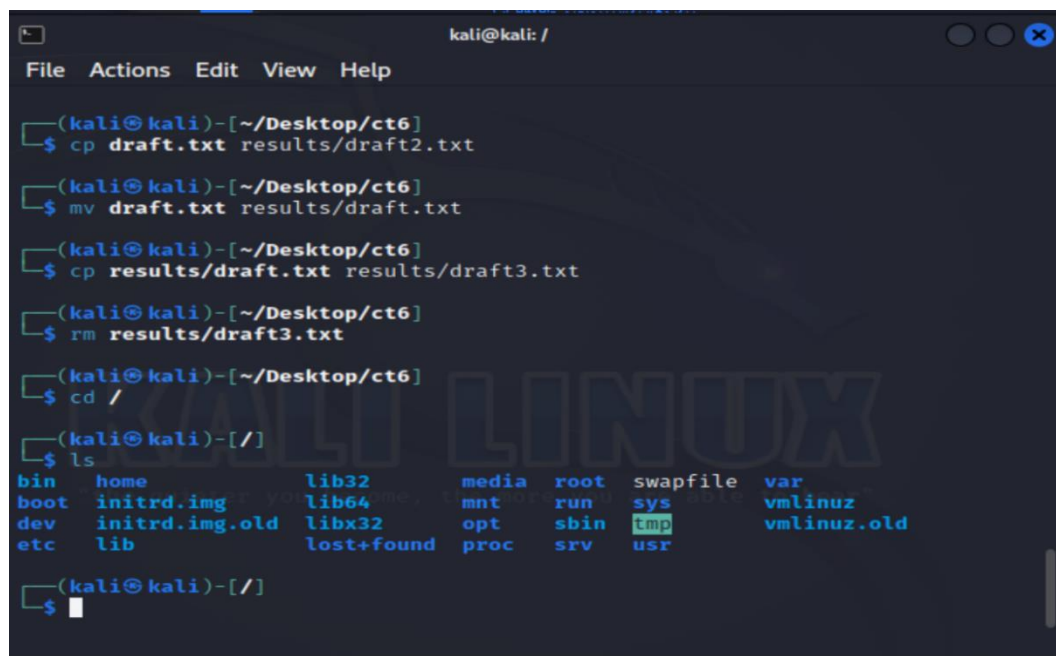 kali@kali: /
File Actions Edit View Help
┌──(kali㉿kali)-[~/Desktop/ct6]
└─$ cp draft.txt results/draft2.txt
┌──(kali㉿kali)-[~/Desktop/ct6]
└─$ mv draft.txt results/draft.txt
┌──(kali㉿kali)-[~/Desktop/ct6]
└─$ cp results/draft.txt results/draft3.txt
┌──(kali㉿kali)-[~/Desktop/ct6]
└─$ rm results/draft3.txt
┌──(kali㉿kali)-[~/Desktop/ct6]
└─$ cd /
┌──(kali㉿kali)-[/]
└─$ ls
bin home lib32 media root swapfile var
boot initrd.img lib64 mnt run sys vmlinuz
dev initrd.img.old libx32 opt sbin tmp vmlinuz.old
etc lib lost+found proc srv usr
┌──(kali㉿kali)-[/]
└─$
KALI LINUX